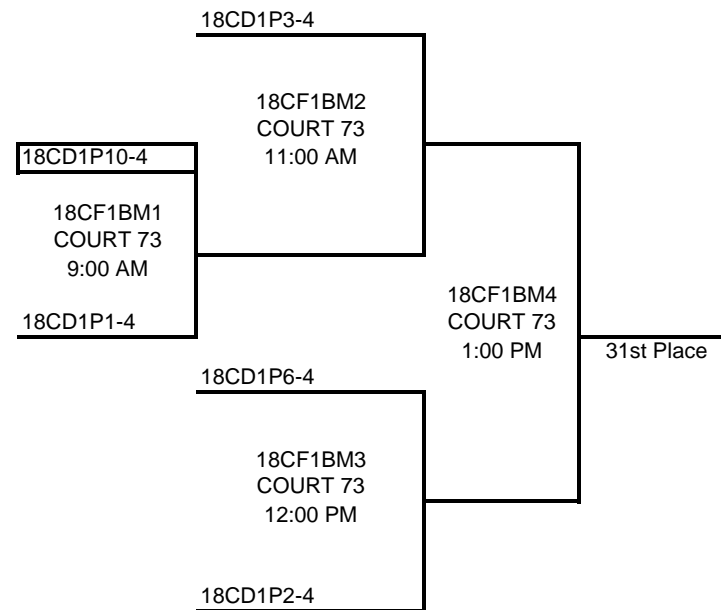 18CD1P3-4
18CF1BM2
COURT 73
11:00 AM
18CD1P10-4
18CF1BM1
COURT 73
9:00 AM
18CD1P1-4
18CF1BM4
COURT 73
1:00 PM
31st Place
18CD1P6-4
18CF1BM3
COURT 73
12:00 PM
18CD1P2-4